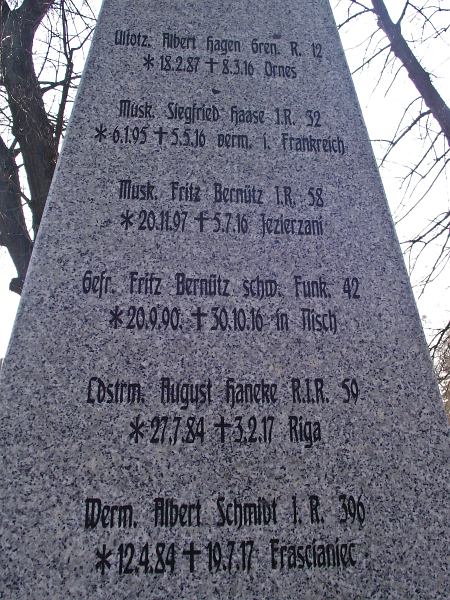 Utfotz. Albert Hagen Gren. R. 12
* 18.2.87 † 8.3.16 Ornes
Musk. Siegfried Haase I.R. 52
* 6.1.95 † 5.5.16 verm. i. Frankreich
Musk. Fritz Bernütz I.R. 58
* 20.11.97 † 5.7.16 Jezierzani
Gefr. Fritz Bernütz schw. Funk. 42
* 20.9.90. † 30.10.16 in Nisch
Ldstrm. August Hancke R.I.R. 59
* 27.7.84 † 3.2.17 Riga
Werm. Albert Schmidt I. R. 396
* 12.4.84 † 19.7.17 Frascianiec